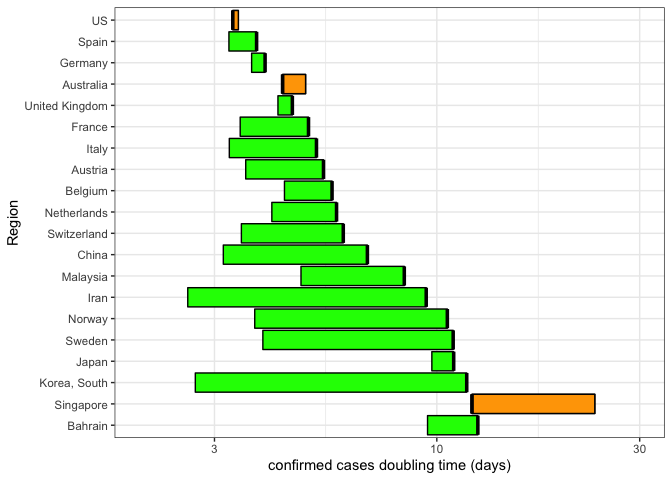 US
Spain
Germany
Australia
United Kingdom
France
Italy
Austria
Belgium
Netherlands
Switzerland
China
Malaysia
Iran
Norway
Sweden
Japan
Korea, South
Singapore
Bahrain
Region
3 10 30
confirmed cases doubling time (days)